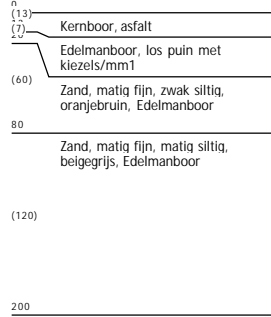 0
(13)
Kernboor, asfalt
(7)
Edelmanboor, los puin met
kiezels/mm1
(60)
Zand, matig fijn, zwak siltig,
oranjebruin, Edelmanboor
80
Zand, matig fijn, matig siltig,
beigegrijs, Edelmanboor
(120)
200